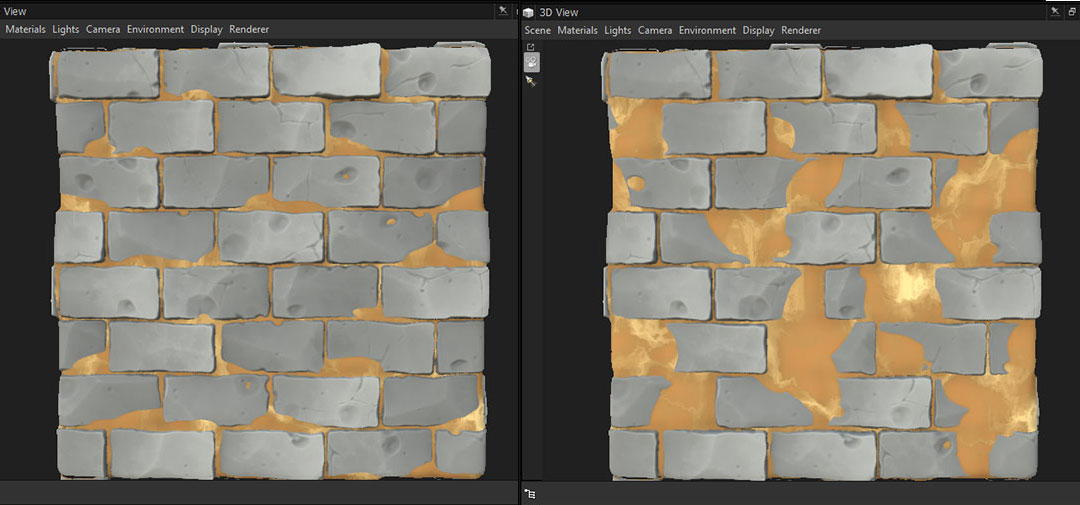 View
Materials Lights Camera Environment Display Renderer
3D View
Scene Materials Lights Camera Environment Display Renderer